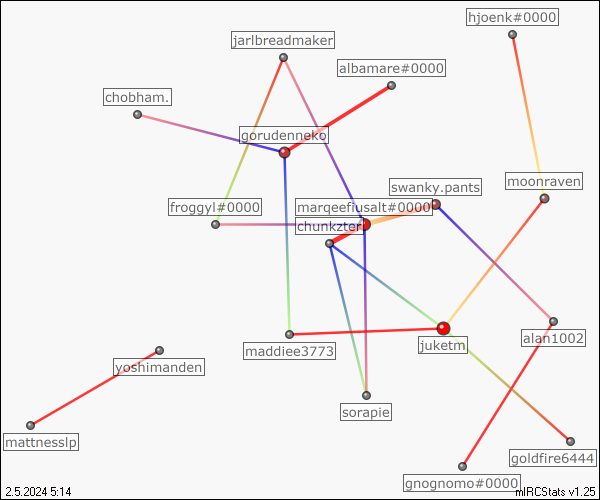 hjoenk#0000
jarlbreadmaker
albamare#0000
chobham.
gorudenneko
moonraven
swanky.pants
froggyl#0000
marqeefiusalt#0000
chunkzter
alan1002
juketm
maddiee3773
yoshimanden
sorapie
mattnesslp
goldfire6444
gnognomo#0000
2.5.2024 5:14
mIRCStats v1.25